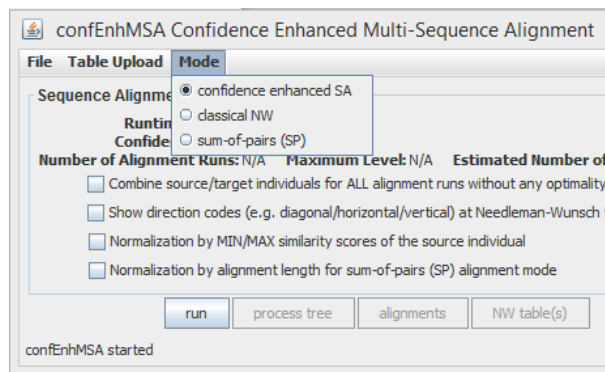 confEnhMSA Confidence Enhanced Multi-Sequence Alignment
File Table Upload Mode
confidence enhanced SA
classical NW
sum-of-pairs (SP)
Sequence
Number of Alignment Runs: N/A Maximum Level: N/A Estimated Number of
Combine source/target individuals for ALL alignment runs without any optimality
Show direction codes (e.g. diagonal/horizontal/vertical) at Needleman-Wunsch
Normalization by MIN/MAX similarity scores of the source individual
Normalization by alignment length for sum-of-pairs (SP) alignment mode
run process tree alignments NW table(s)
confEnhMSA started